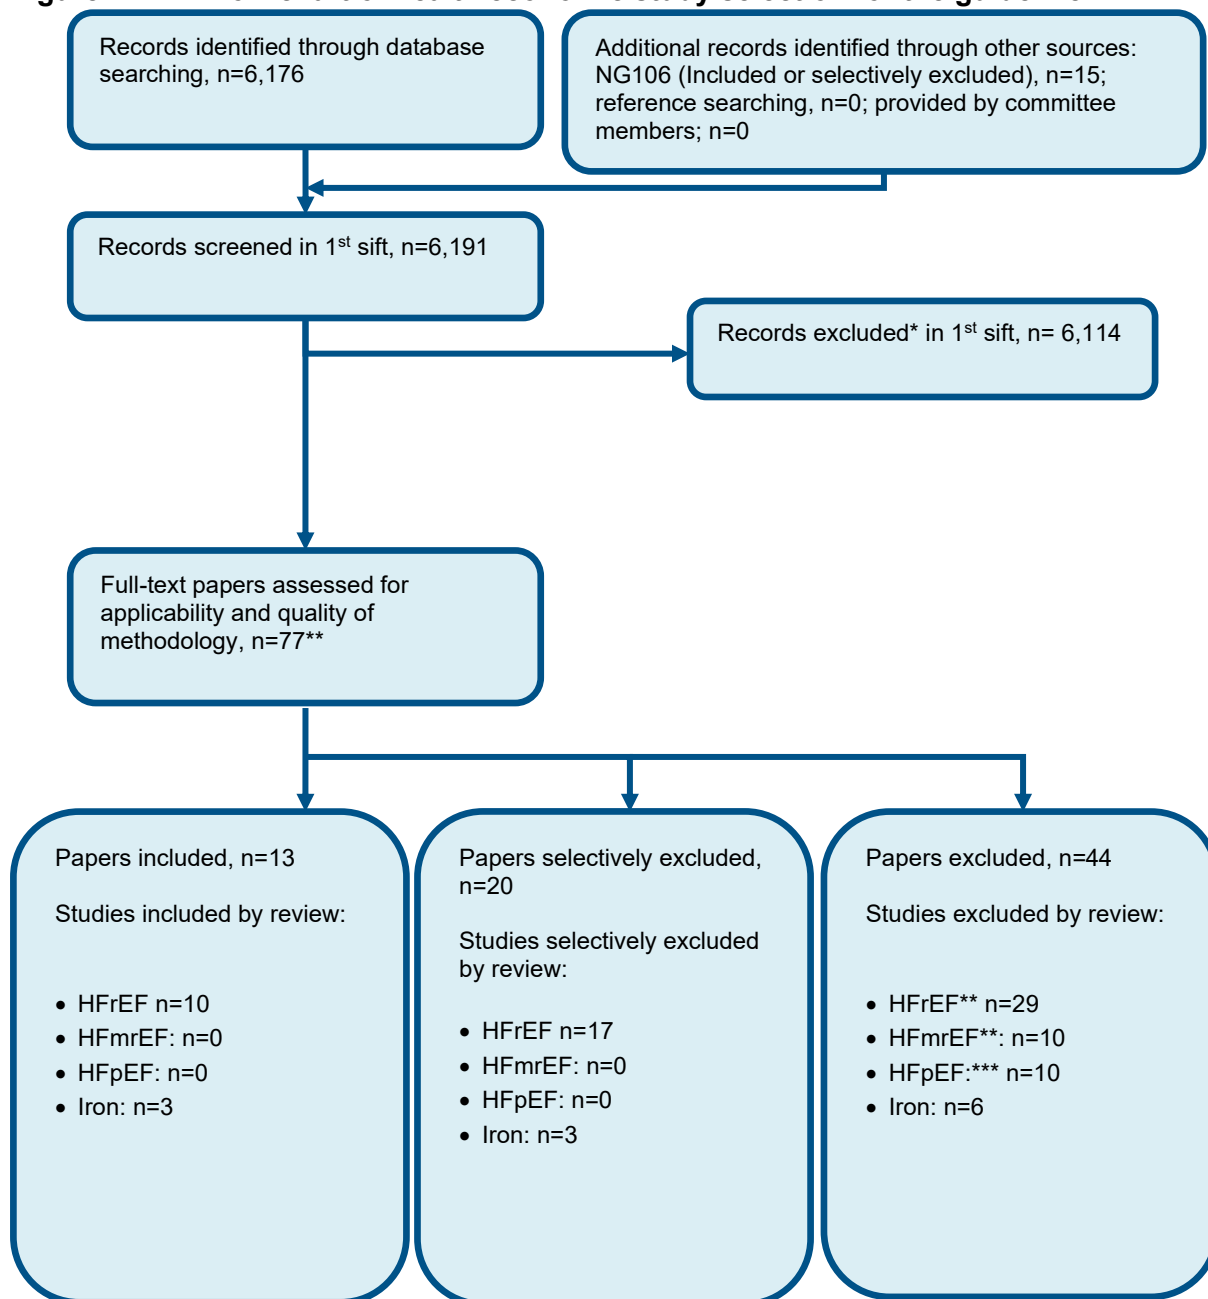 Records identified through database
searching, n=6,176
Additional records identified through other sources:
NG106 (Included or selectively excluded), n=15;
reference searching, n=0; provided by committee
members; n=0
Records screened in 1st sift, n=6,191
Records excluded* in 1st sift, n= 6,114
Full-text papers assessed for
applicability and quality of
methodology, n=77**
Papers included, n=13
Studies included by review:
• HFrEF n=10
• HFmrEF: n=0
• HFpEF: n=0
• Iron: n=3
Papers selectively excluded,
n=20
Studies selectively excluded
by review:
• HFrEF n=17
• HFmrEF: n=0
• HFpEF: n=0
• Iron: n=3
Papers excluded, n=44
Studies excluded by review:
• HFrEF** n=29
• HFmrEF**: n=10
• HFpEF:*** n=10
• Iron: n=6